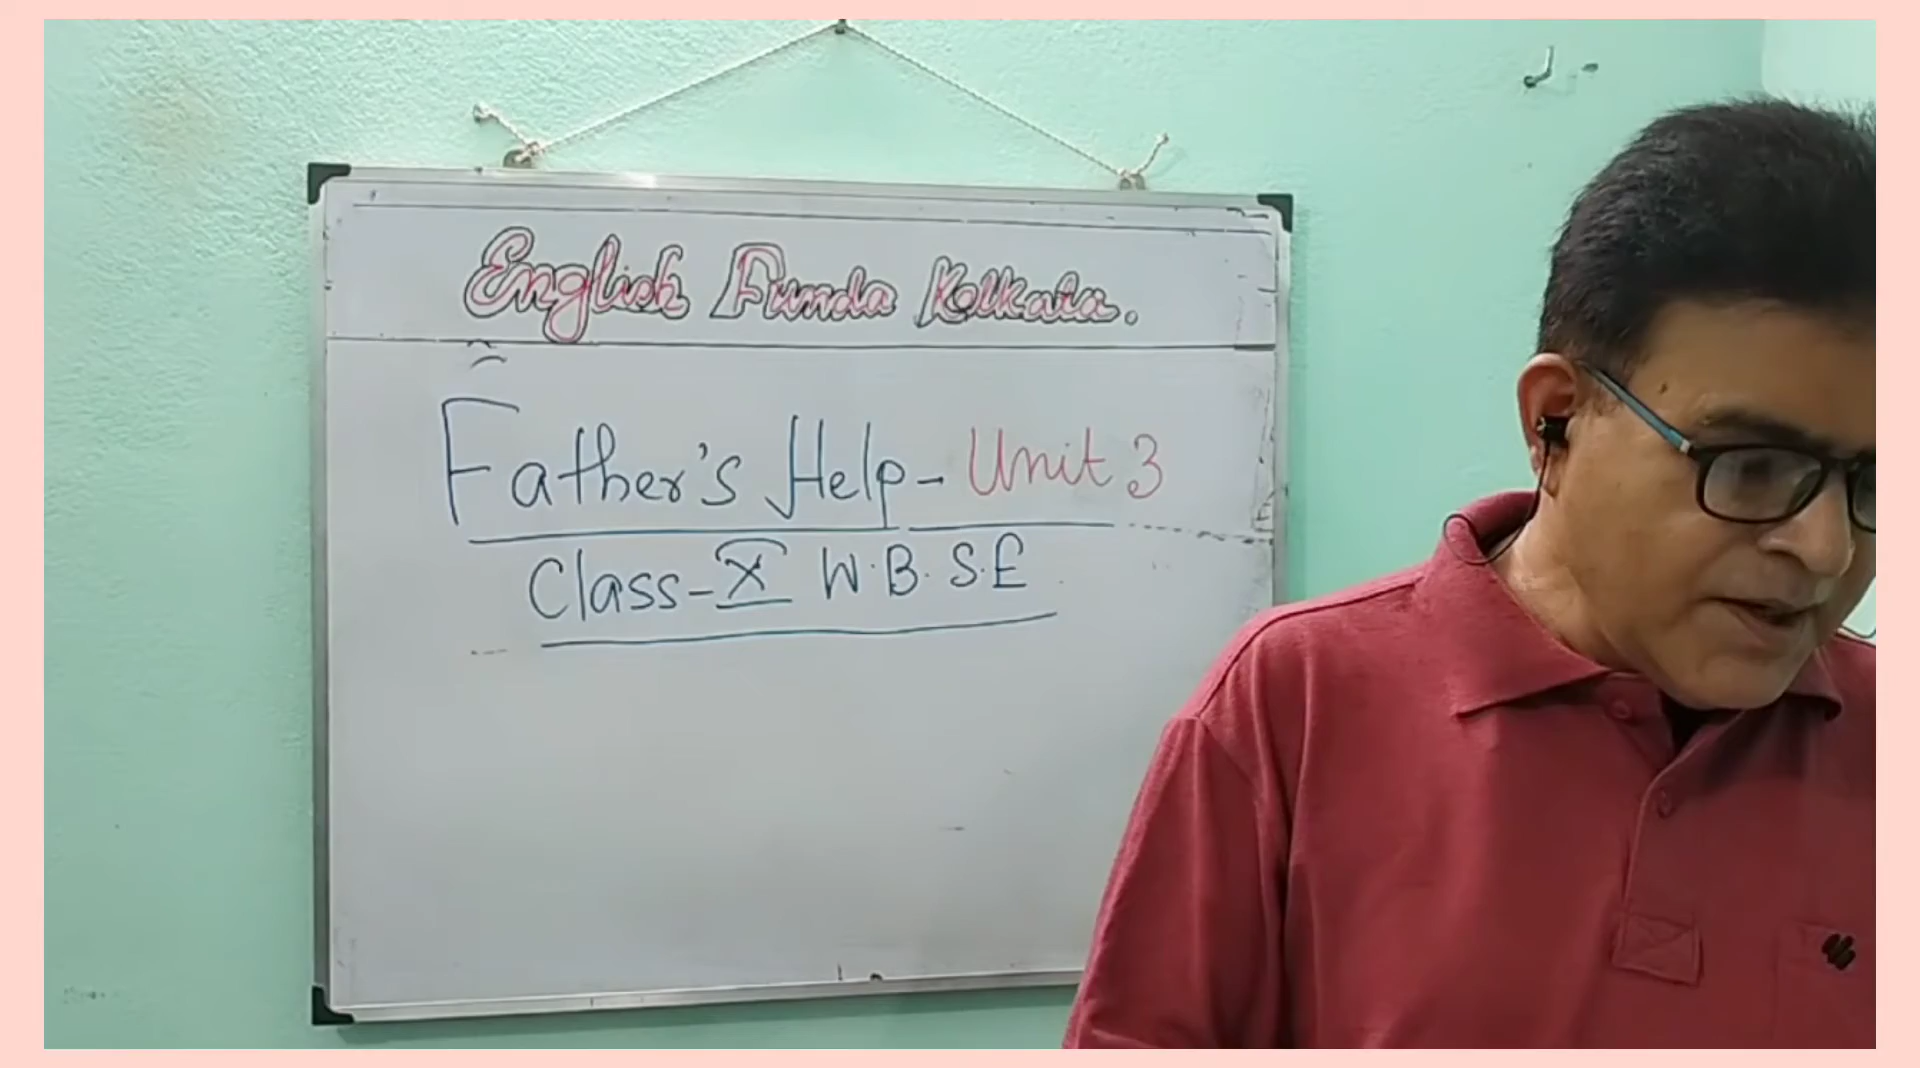 English Funda Kolkata.
Father's Help - Unit 3
Class - X W.B.S.E